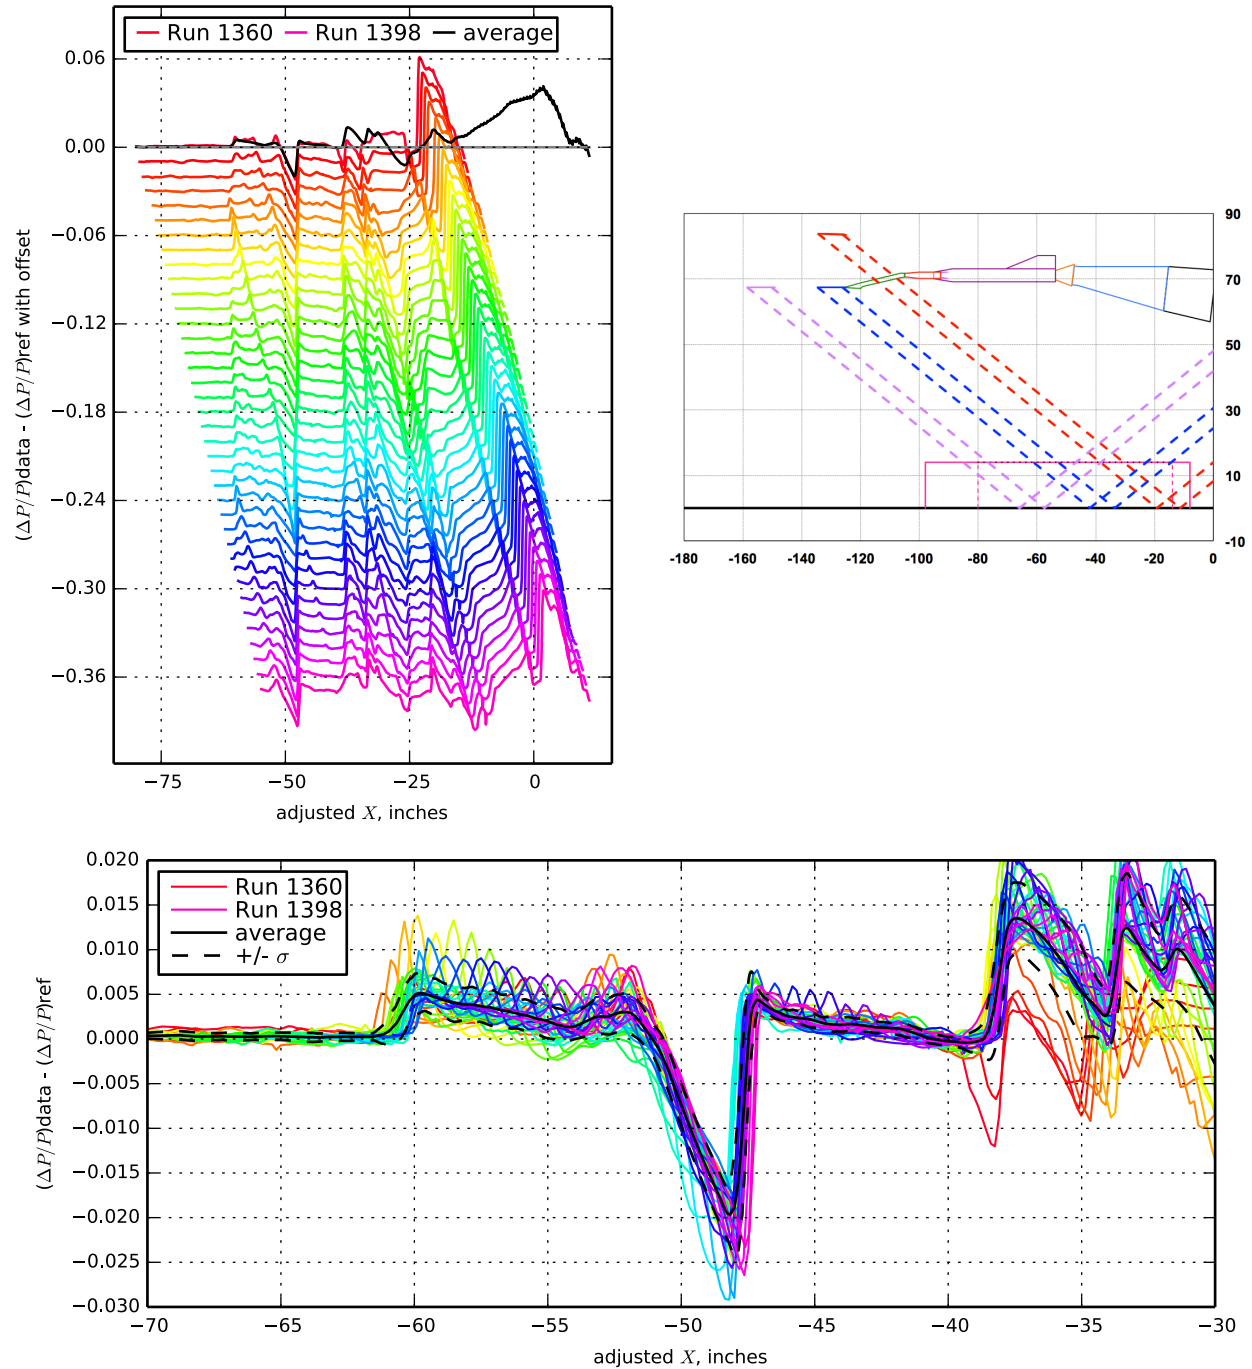 Run 1360 Run 1398 average
0.06
0.00
−0.06
−0.12
−0.18
−0.24
−0.30
−0.36
(ΔP/P)data - (ΔP/P)ref with offset
−75 −50 −25 0
adjusted X, inches
90
70
50
30
10
-10
-180 -160 -140 -120 -100 -80 -60 -40 -20 0
0.020
0.015
0.010
0.005
0.000
−0.005
−0.010
−0.015
−0.020
−0.025
−0.030
(ΔP/P)data - (ΔP/P)ref
Run 1360
Run 1398
average
+/- σ
−70 −65 −60 −55 −50 −45 −40 −35 −30
adjusted X, inches